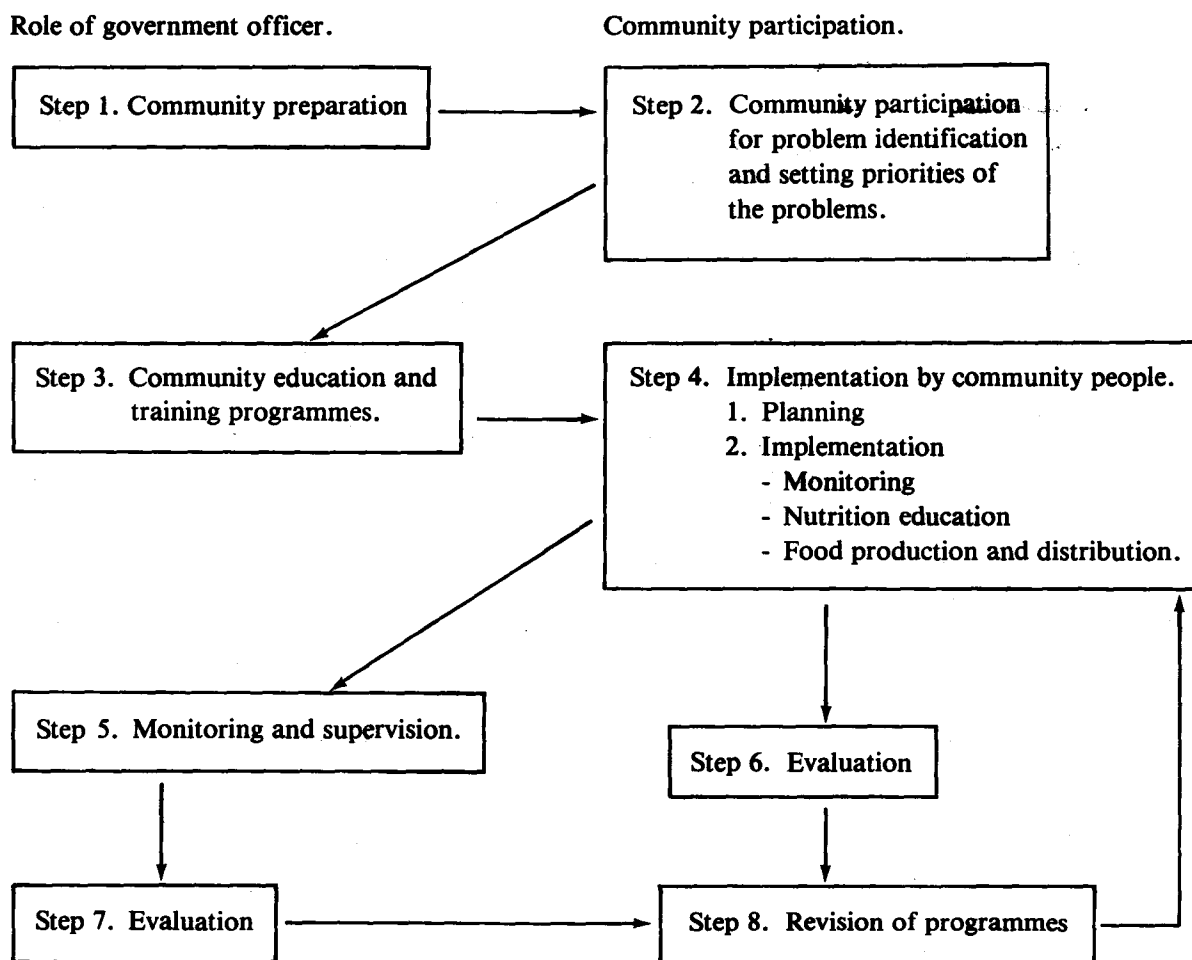 Role of government officer.
Community participation.
Step 1. Community preparation
Step 2. Community participation
for problem identification
and setting priorities of
the problems.
Step 3. Community education and
training programmes.
Step 4. Implementation by community people.
1. Planning
2. Implementation
- Monitoring
- Nutrition education
- Food production and distribution.
Step 5. Monitoring and supervision.
Step 6. Evaluation
Step 7. Evaluation
Step 8. Revision of programmes